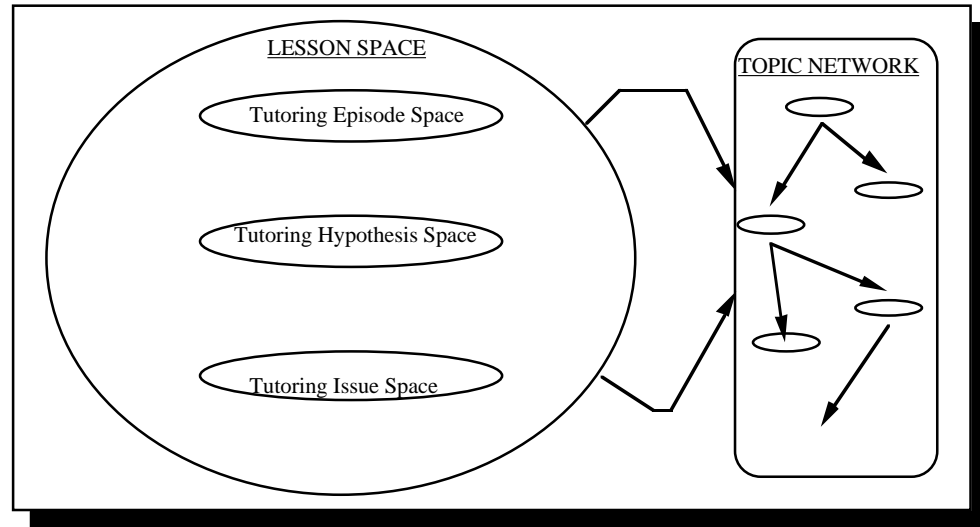 LESSON SPACE
Tutoring Episode Space
Tutoring Hypothesis Space
Tutoring Issue Space
TOPIC NETWORK